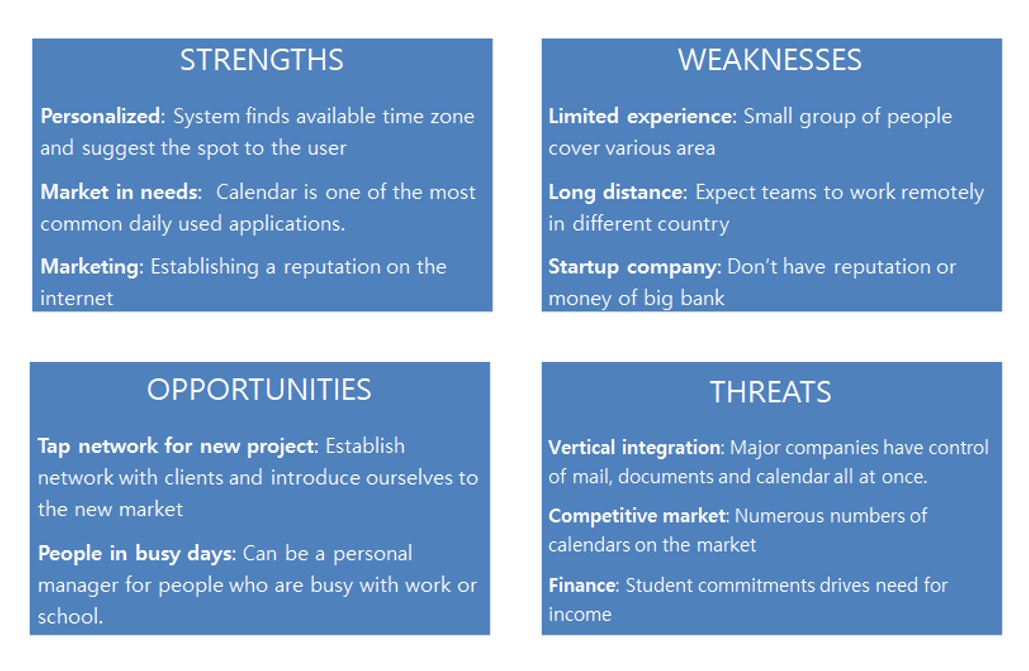 STRENGTHS
Personalized: System finds available time zone
and suggest the spot to the user
Market in needs: Calendar is one of the most
common daily used applications.
Marketing: Establishing a reputation on the
internet
WEAKNESSES
Limited experience: Small group of people
cover various area
Long distance: Expect teams to work remotely
in different country
Startup company: Don't have reputation or
money of big bank
OPPORTUNITIES
Tap network for new project: Establish
network with clients and introduce ourselves to
the new market
People in busy days: Can be a personal
manager for people who are busy with work or
school.
THREATS
Vertical integration: Major companies have control
of mail, documents and calendar all at once.
Competitive market: Numerous numbers of
calendars on the market
Finance: Student commitments drives need for
income